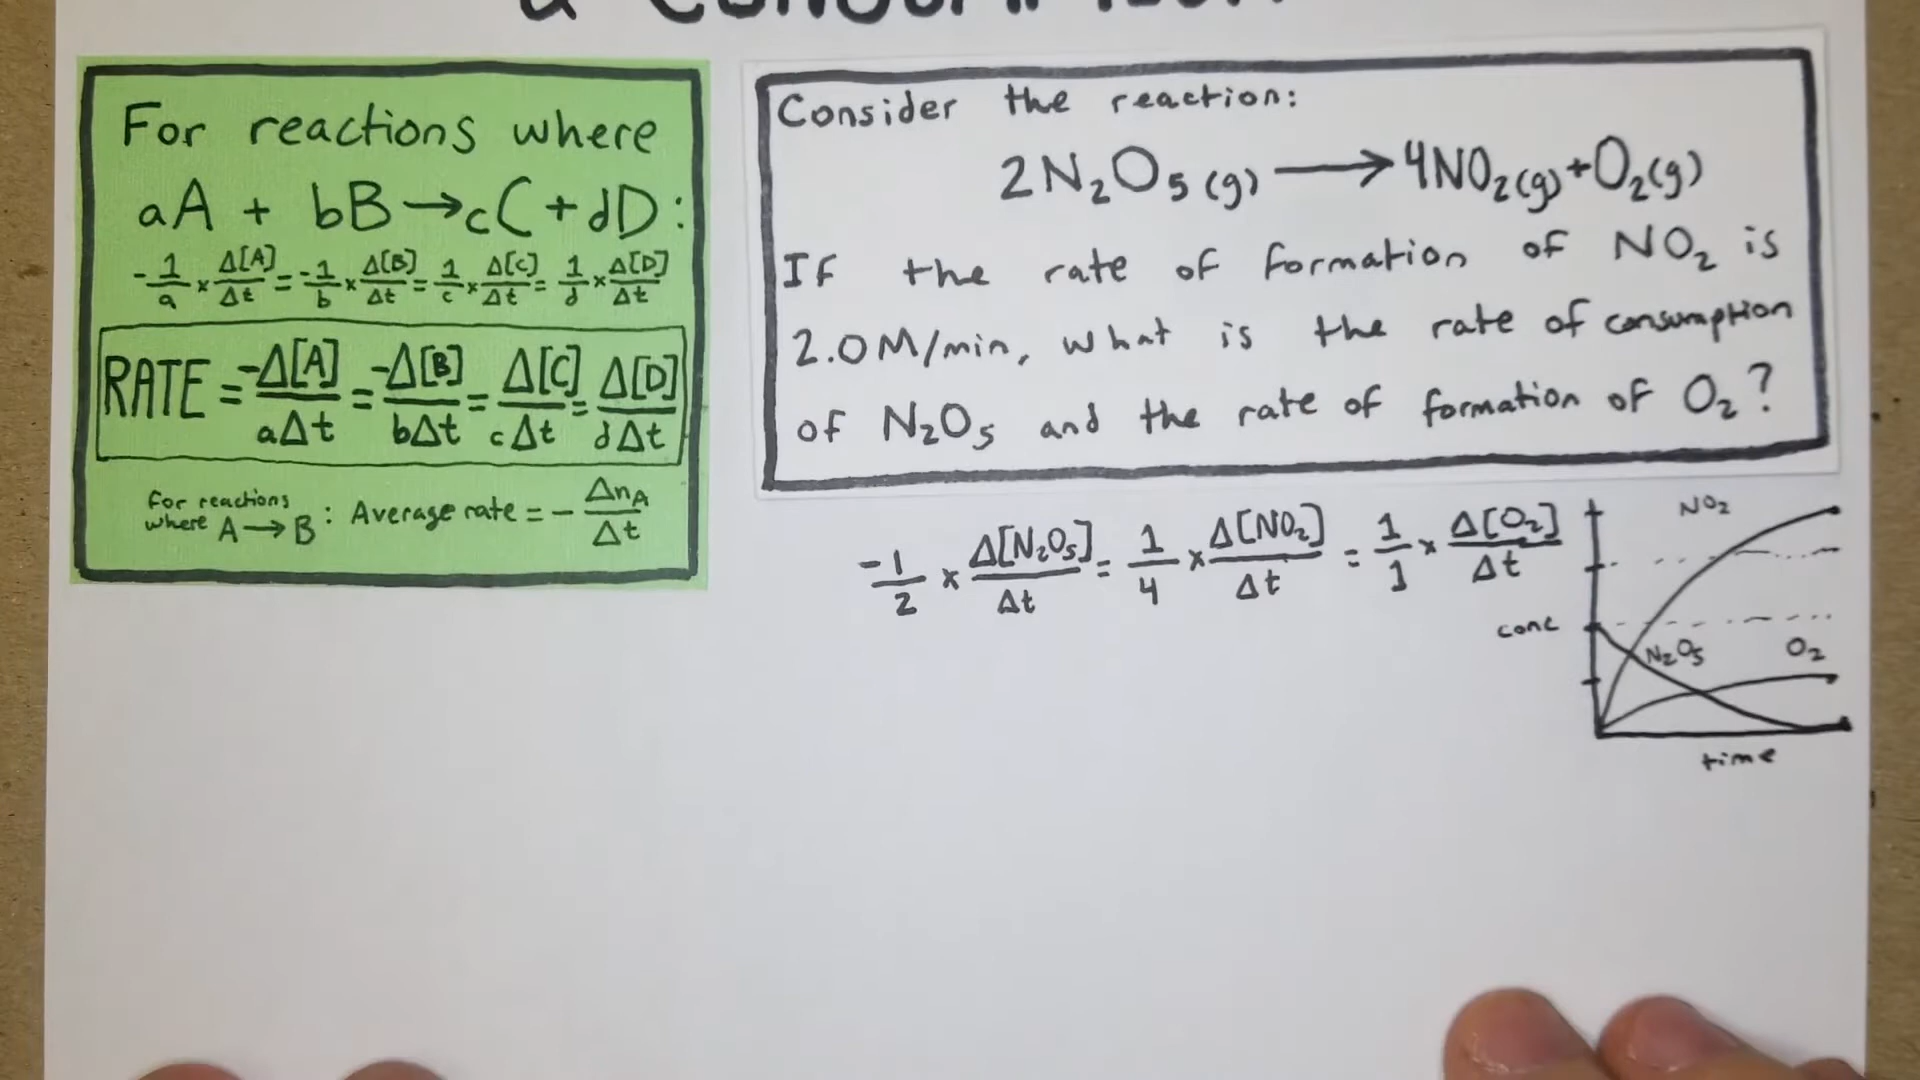 For reactions where
aA + bB → cC + dD:
-1/a × Δ[A]/Δt = -1/b × Δ[B]/Δt = 1/c × Δ[C]/Δt = 1/d × Δ[D]/Δt
RATE = -Δ[A]/aΔt = -Δ[B]/bΔt = Δ[C]/cΔt = Δ[D]/dΔt
for reactions where A → B : Average rate = - Δn_A/Δt
Consider the reaction:
2N₂O₅(g) → 4NO₂(g) + O₂(g)
If the rate of formation of NO₂ is
2.0M/min, what is the rate of consumption
of N₂O₅ and the rate of formation of O₂?
-1/2 × Δ[N₂O₅]/Δt = 1/4 × Δ[NO₂]/Δt = 1/1 × Δ[O₂]/Δt
NO₂
conc
N₂O₅
O₂
time